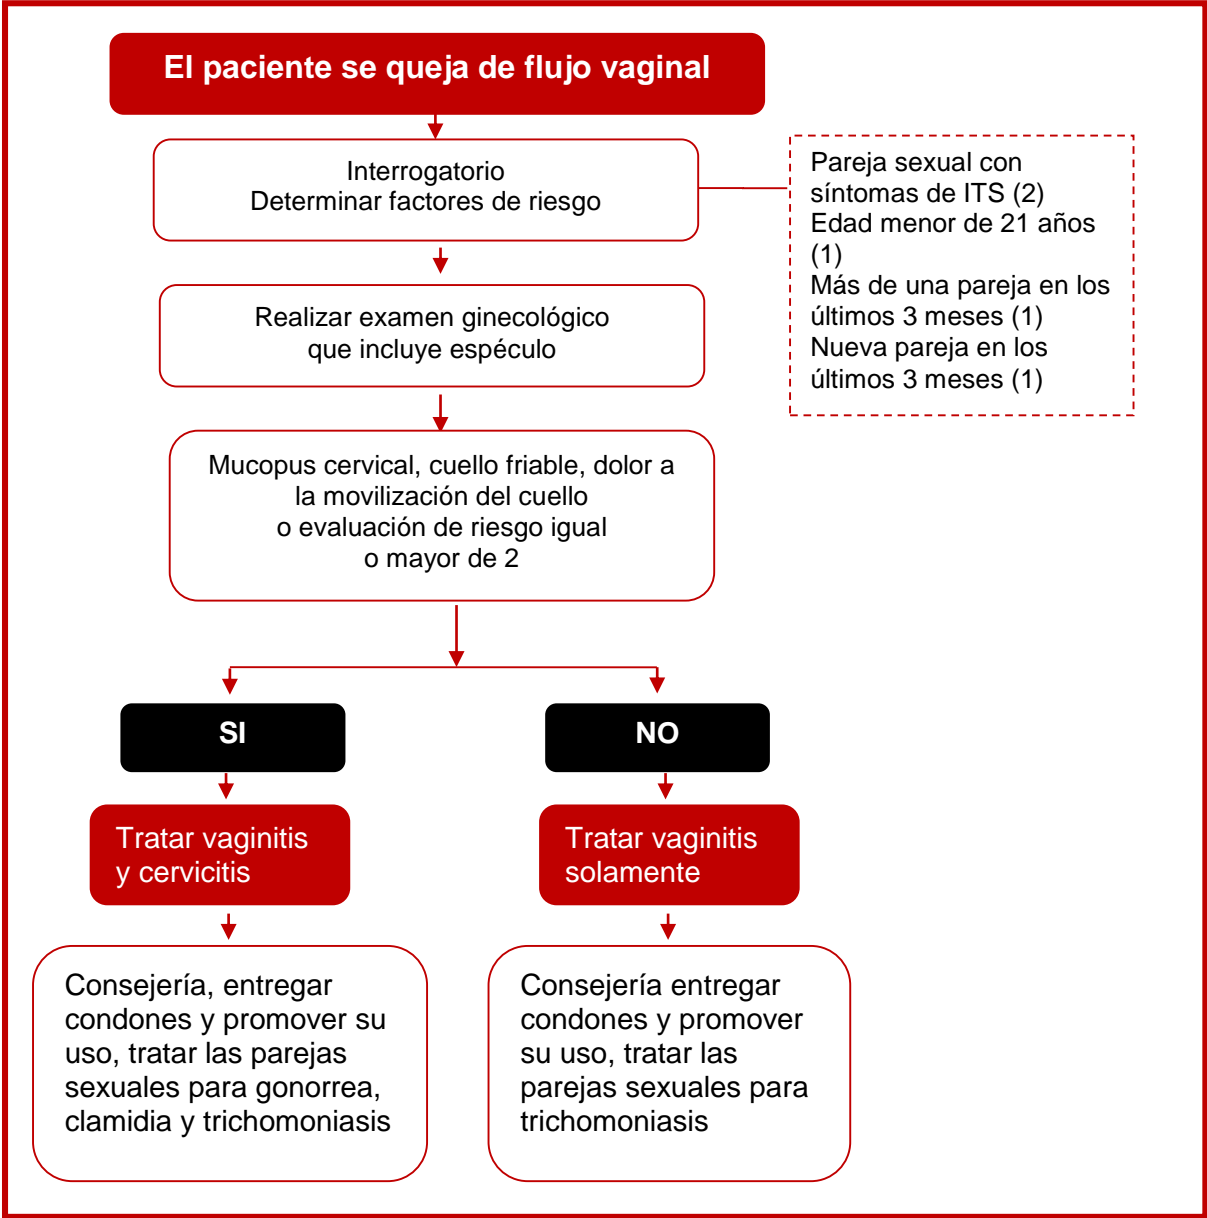 El paciente se queja de flujo vaginal
Interrogatorio
Determinar factores de riesgo
Pareja sexual con
síntomas de ITS (2)
Edad menor de 21 años
(1)
Más de una pareja en los
últimos 3 meses (1)
Nueva pareja en los
últimos 3 meses (1)
Realizar examen ginecológico
que incluye espéculo
Mucopus cervical, cuello friable, dolor a
la movilización del cuello
o evaluación de riesgo igual
o mayor de 2
SI
NO
Tratar vaginitis
y cervicitis
Tratar vaginitis
solamente
Consejería, entregar
condones y promover su
uso, tratar las parejas
sexuales para gonorrea,
clamidia y trichomoniasis
Consejería entregar
condones y promover
su uso, tratar las
parejas sexuales para
trichomoniasis